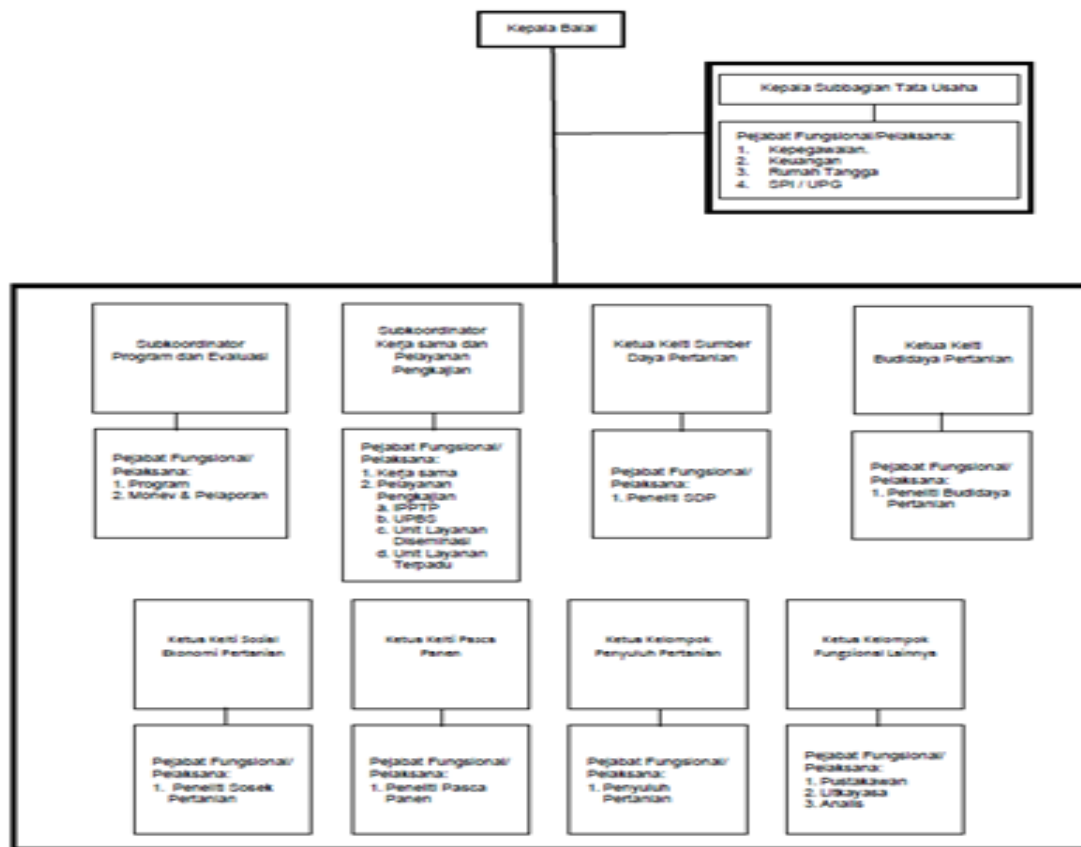 Kepala Balai
Kepala Subbagian Tata Usaha
Pejabat Fungsional/Pelaksana:
1. Kepegawaian.
2. Keuangan
3. Rumah Tangga
4. SPI / UPG
Subkoordinator
Program dan Evaluasi
Pejabat Fungsional/
Pelaksana:
1. Program
2. Monev & Pelaporan
Subkoordinator
Kerja sama dan
Pelayanan
Pengkajian
Pejabat Fungsional/
Pelaksana:
1. Kerja sama
2. Pelayanan
Pengkajian
a. IPPTP
b. UPBS
c. Unit Layanan
Diseminasi
d. Unit Layanan
Terpadu
Ketua Kelti Sumber
Daya Pertanian
Pejabat Fungsional/
Pelaksana:
1. Peneliti SDP
Ketua Kelti
Budidaya Pertanian
Pejabat Fungsional/
Pelaksana:
1. Peneliti Budidaya
Pertanian
Ketua Kelti Sosial
Ekonomi Pertanian
Pejabat Fungsional/
Pelaksana:
1. Peneliti Sosek
Pertanian
Ketua Kelti Pasca
Panen
Pejabat Fungsional/
Pelaksana:
1. Peneliti Pasca
Panen
Ketua Kelompok
Penyuluh Pertanian
Pejabat Fungsional/
Pelaksana:
1. Penyuluh
Pertanian
Ketua Kelompok
Fungsional Lainnya
Pejabat Fungsional/
Pelaksana:
1. Pustakawan
2. Litkayasa
3. Analis